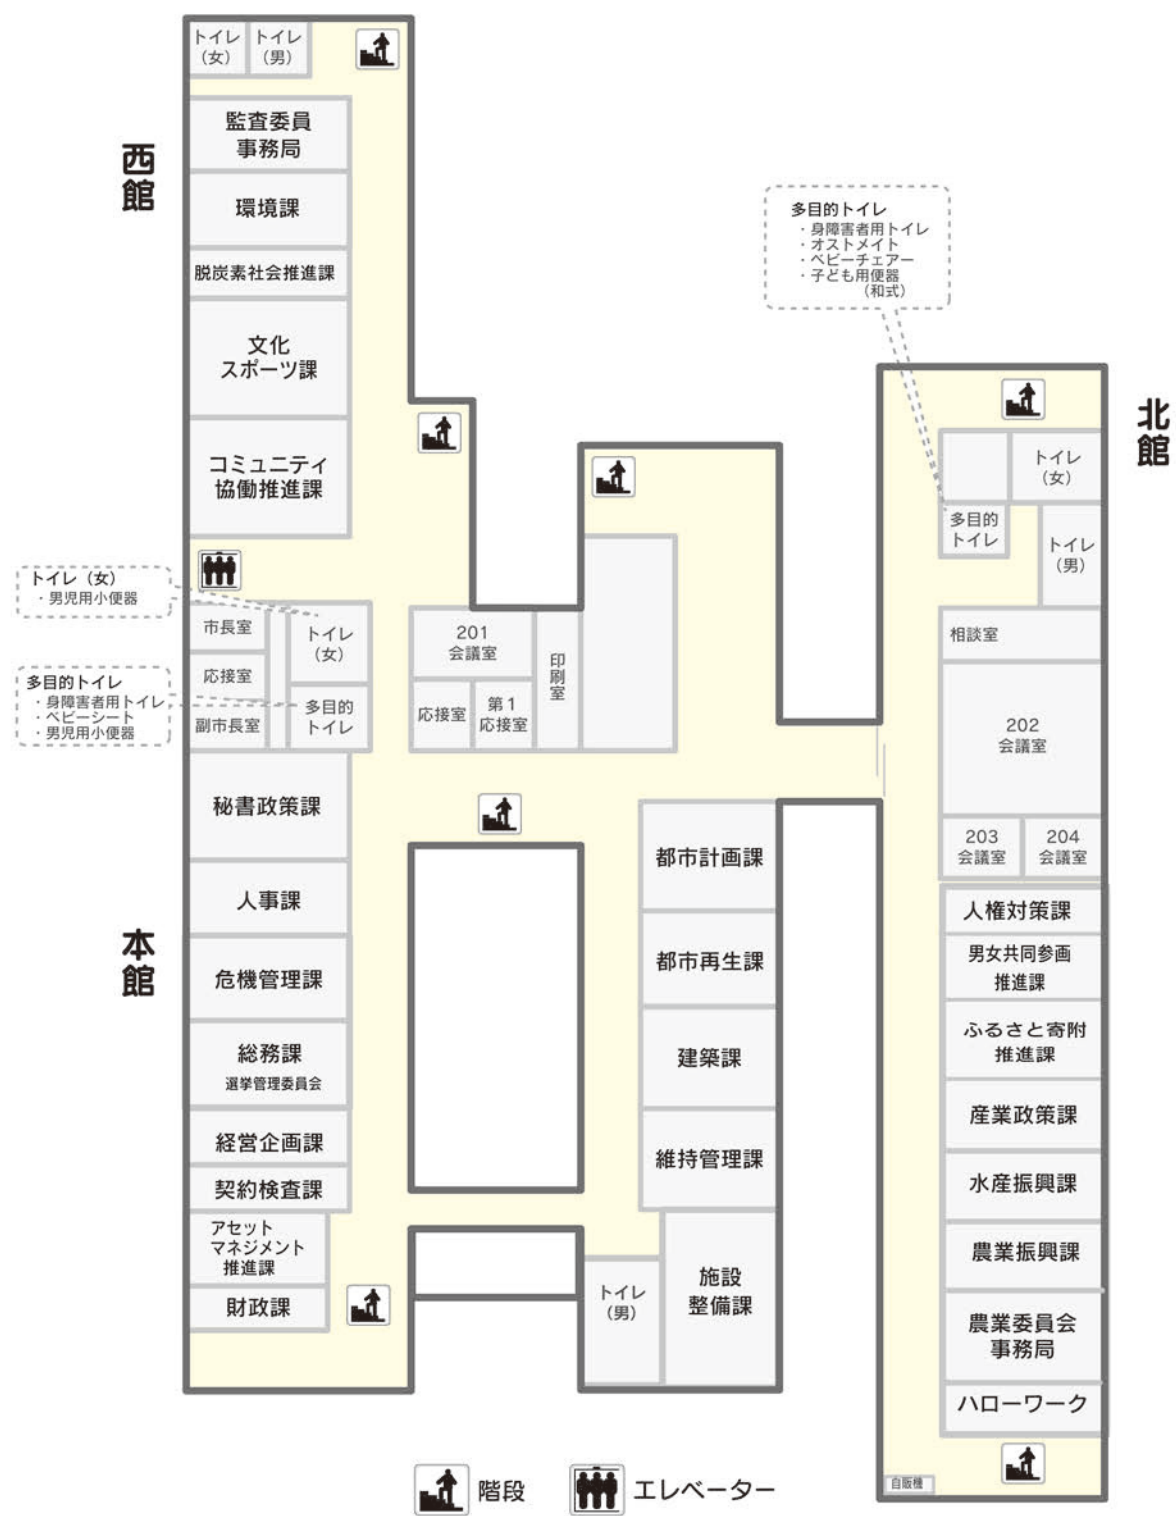 西館
トイレ
（女）
トイレ
（男）
監査委員
事務局
環境課
脱炭素社会推進課
文化
スポーツ課
コミュニティ
協働推進課
トイレ（女）
・男児用小便器
多目的トイレ
・身障害者用トイレ
・ベビーシート
・男児用小便器
市長室
応接室
副市長室
トイレ
（女）
多目的
トイレ
201
会議室
応接室
第１
応接室
印刷室
本館
秘書政策課
人事課
危機管理課
総務課
選挙管理委員会
経営企画課
契約検査課
アセット
マネジメント
推進課
財政課
都市計画課
都市再生課
建築課
維持管理課
施設
整備課
トイレ
（男）
多目的トイレ
・身障害者用トイレ
・オストメイト
・ベビーチェアー
・子ども用便器
（和式）
北館
トイレ
（女）
多目的
トイレ
トイレ
（男）
相談室
202
会議室
203
会議室
204
会議室
人権対策課
男女共同参画
推進課
ふるさと寄附
推進課
産業政策課
水産振興課
農業振興課
農業委員会
事務局
ハローワーク
自販機
階段
エレベーター